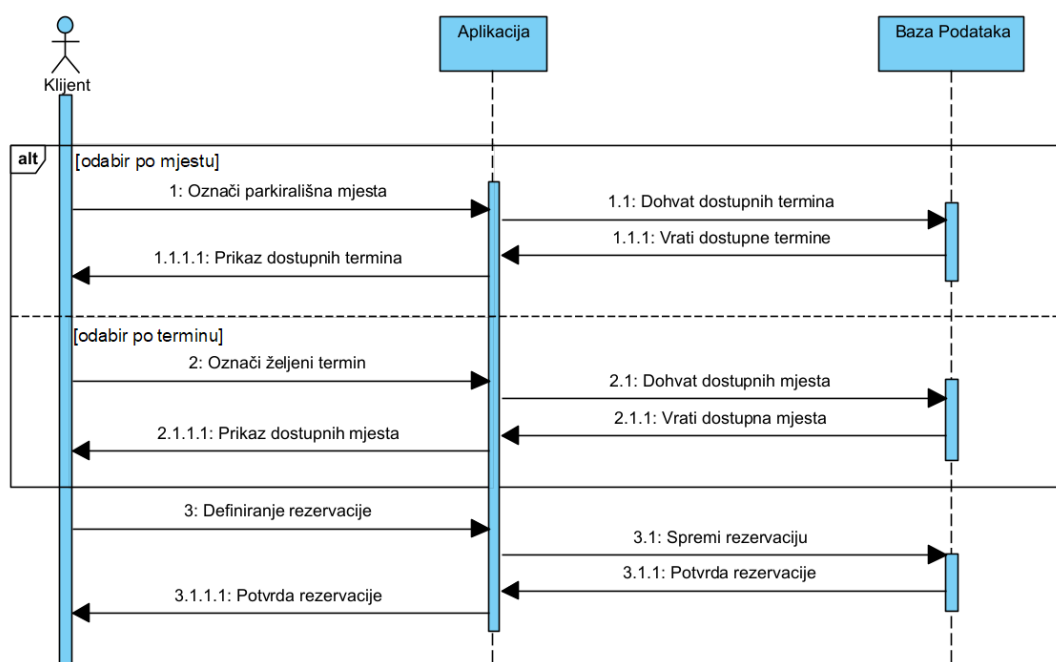 Aplikacija
Baza Podataka
Klijent
alt
[odabir po mjestu]
1: Označi parkirališna mjesta
1.1: Dohvat dostupnih termina
1.1.1: Vrati dostupne termine
1.1.1.1: Prikaz dostupnih termina
[odabir po terminu]
2: Označi željeni termin
2.1: Dohvat dostupnih mjesta
2.1.1: Vrati dostupna mjesta
2.1.1.1: Prikaz dostupnih mjesta
3: Definiranje rezervacije
3.1: Spremi rezervaciju
3.1.1: Potvrda rezervacije
3.1.1.1: Potvrda rezervacije